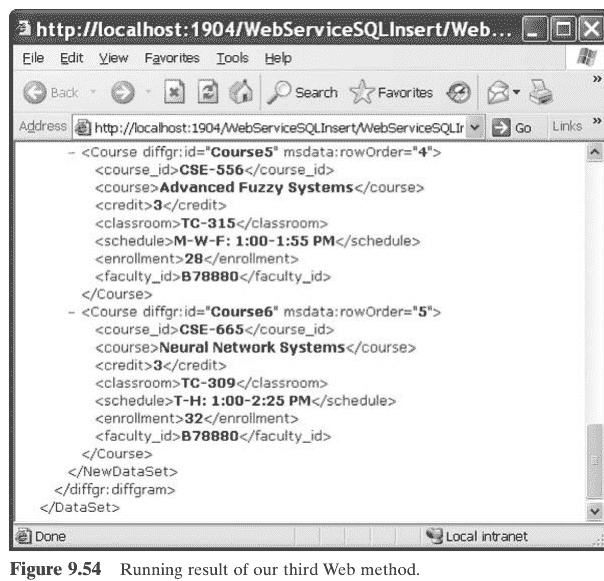 http://localhost:1904/WebServiceSQLInsert/Web...
File Edit View Favorites Tools Help
Back Search Favorites »
Address http://localhost:1904/WebServiceSQLInsert/WebServiceSQLIr Go Links »
- <Course diffgr:id="Course5" msdata:rowOrder="4">
<course_id>CSE-556</course_id>
<course>Advanced Fuzzy Systems</course>
<credit>3</credit>
<classroom>TC-315</classroom>
<schedule>M-W-F: 1:00-1:55 PM</schedule>
<enrollment>28</enrollment>
<faculty_id>B78880</faculty_id>
</Course>
- <Course diffgr:id="Course6" msdata:rowOrder="5">
<course_id>CSE-665</course_id>
<course>Neural Network Systems</course>
<credit>3</credit>
<classroom>TC-309</classroom>
<schedule>T-H: 1:00-2:25 PM</schedule>
<enrollment>32</enrollment>
<faculty_id>B78880</faculty_id>
</Course>
</NewDataSet>
</diffgr:diffgram>
</DataSet>
Done Local intranet
Figure 9.54 Running result of our third Web method.